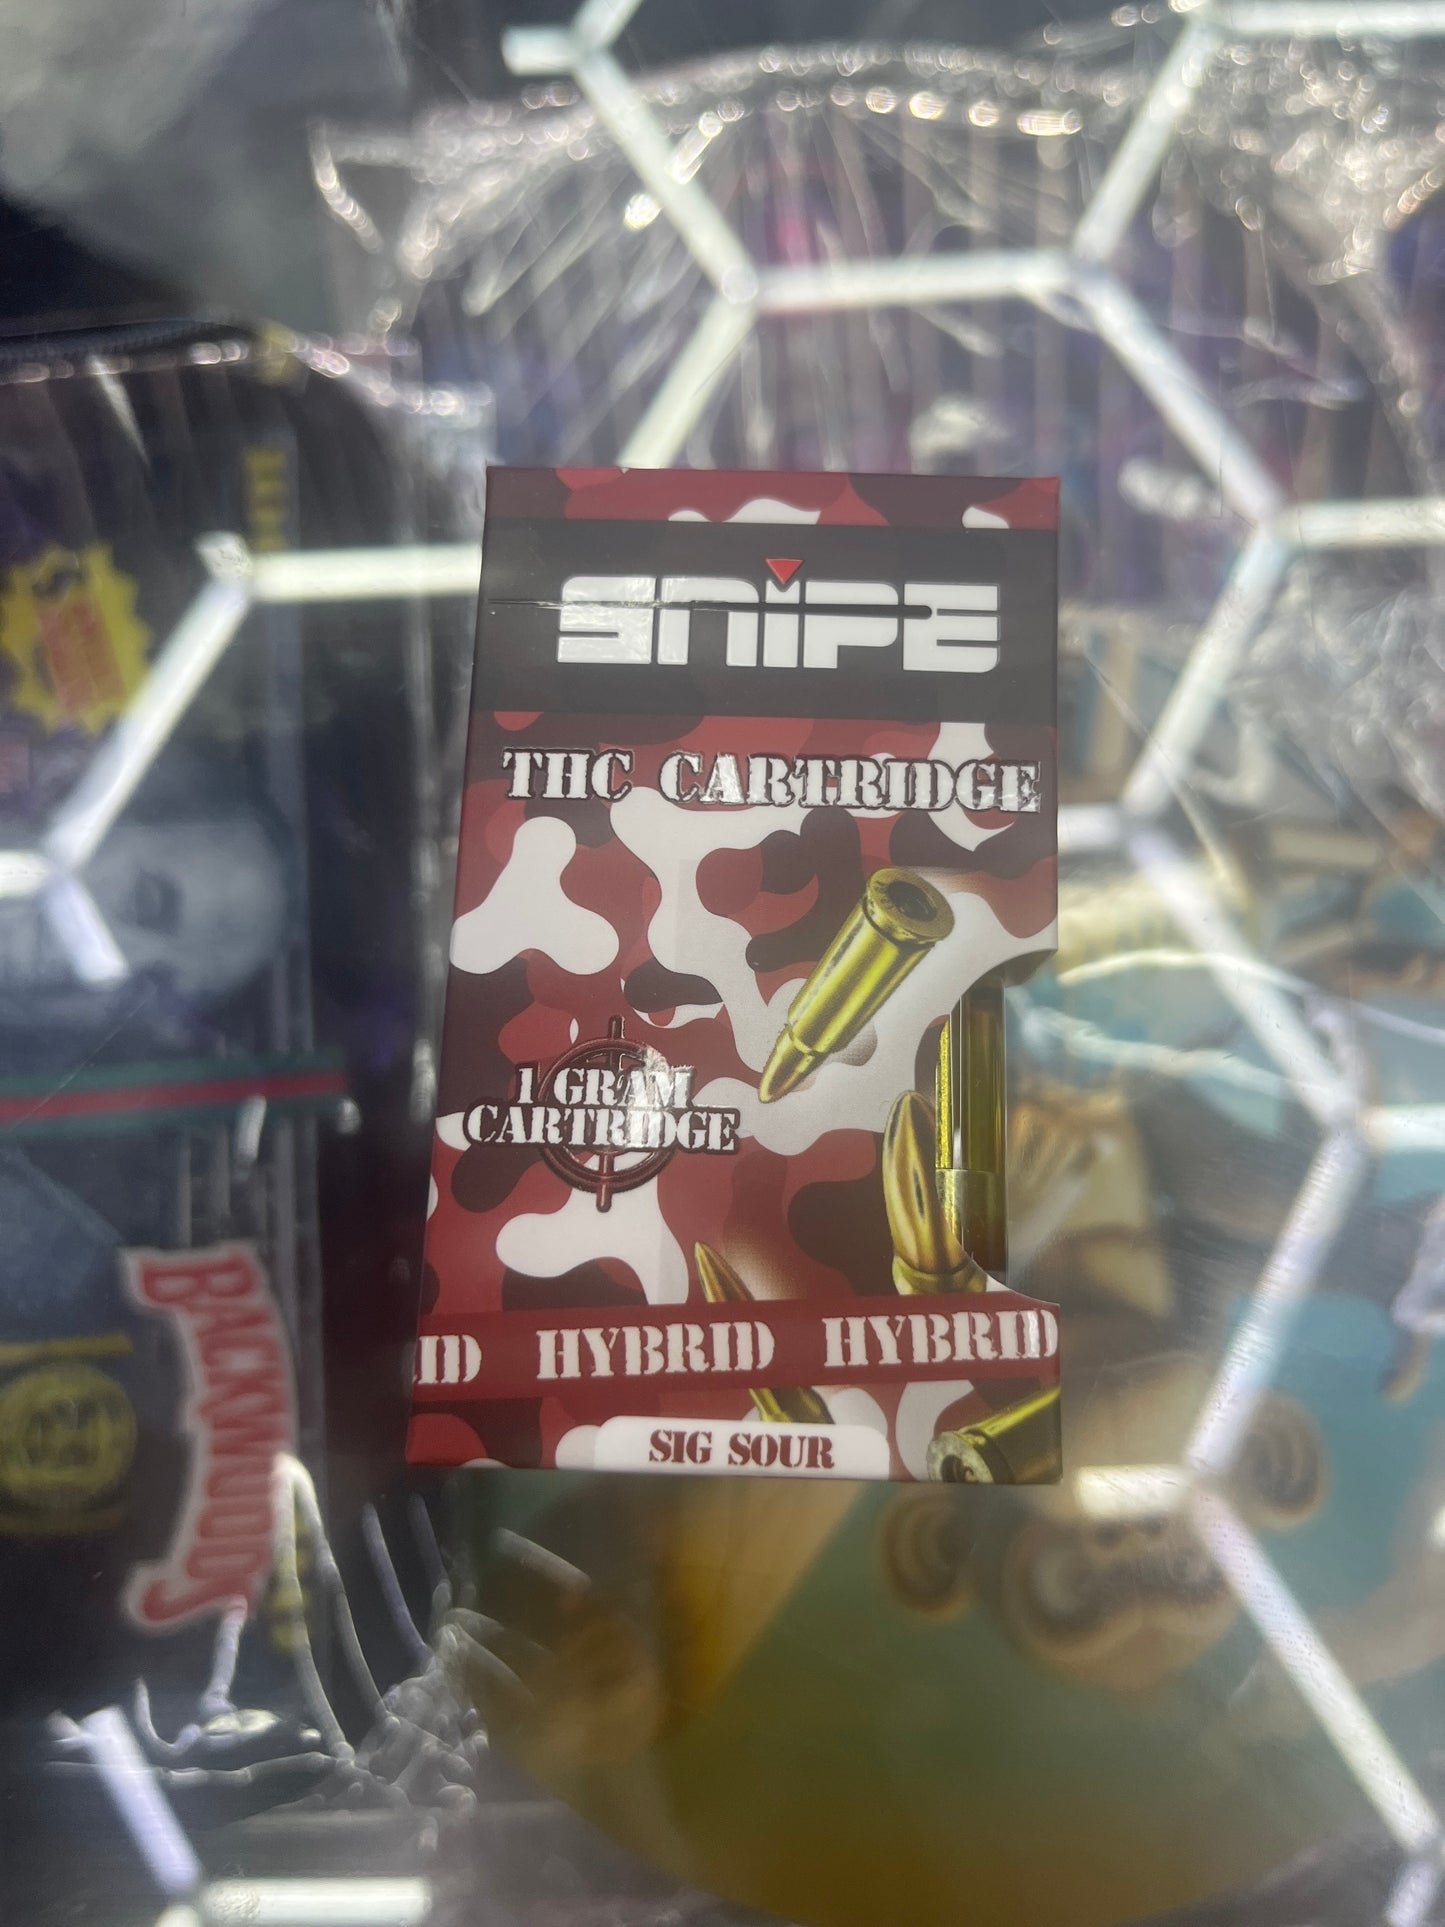 SNIPE
THC CARTRIDGE
1 GRAM
CARTRIDGE
ID HYBRID HYBRID
SIG SOUR
BACKWOODS